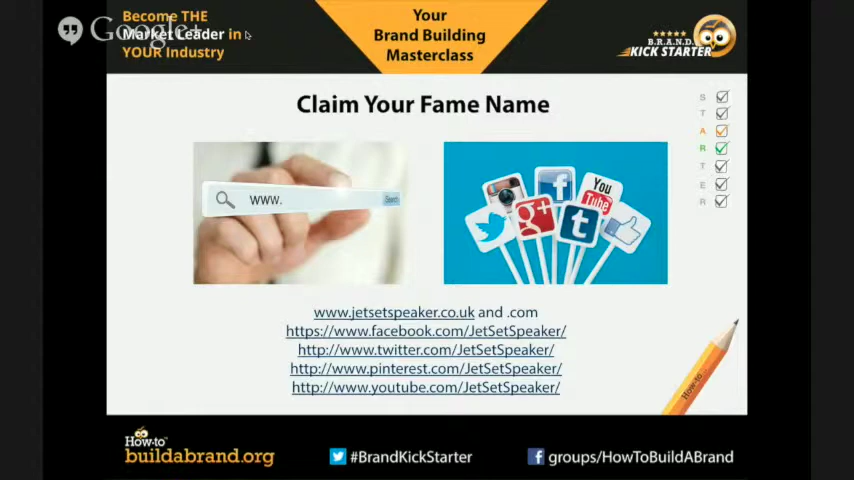 Become THE
Market Leader in
YOUR Industry
Google+
Your
Brand Building
Masterclass
B.R.A.N.D.
KICK STARTER
Claim Your Fame Name
S
T
A
R
T
E
R
www.
Search
You
Tube
f
g+
t
www.jetsetspeaker.co.uk and .com
https://www.facebook.com/JetSetSpeaker/
http://www.twitter.com/JetSetSpeaker/
http://www.pinterest.com/JetSetSpeaker/
http://www.youtube.com/JetSetSpeaker/
How-to...
How-to
buildabrand.org
#BrandKickStarter
f
groups/HowToBuildABrand